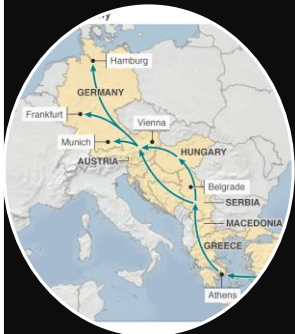 Hamburg
GERMANY
Frankfurt
Vienna
Munich
HUNGARY
AUSTRIA
Belgrade
SERBIA
MACEDONIA
GREECE
Athens